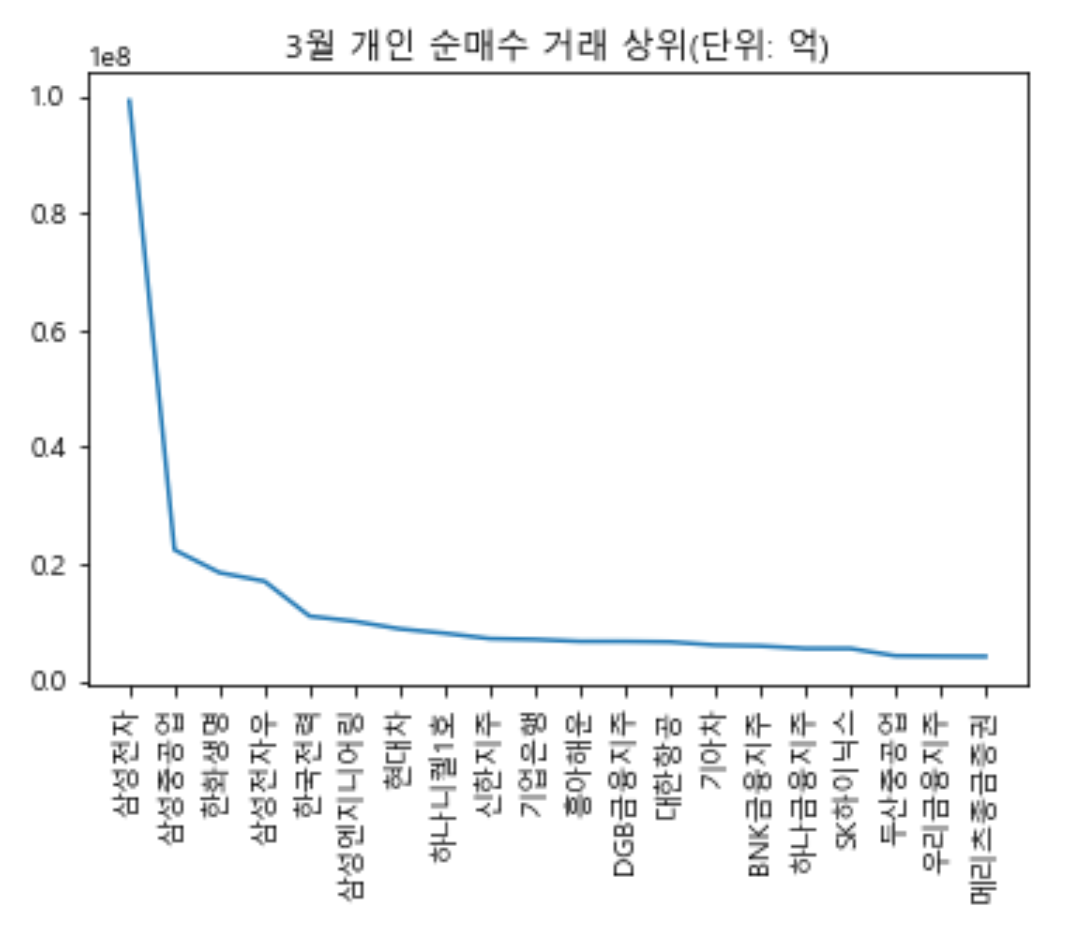 3월 개인 순매수 거래 상위(단위: 억)
1e8
1.0
0.8
0.6
0.4
0.2
0.0
삼성전자
삼성중공업
한화생명
삼성전자우
한국전력
삼성엔지니어링
현대차
하나니켈1호
신한지주
기업은행
흥아해운
DGB금융지주
대한항공
기아차
BNK금융지주
하나금융지주
SK하이닉스
두산중공업
우리금융지주
메리츠종금증권